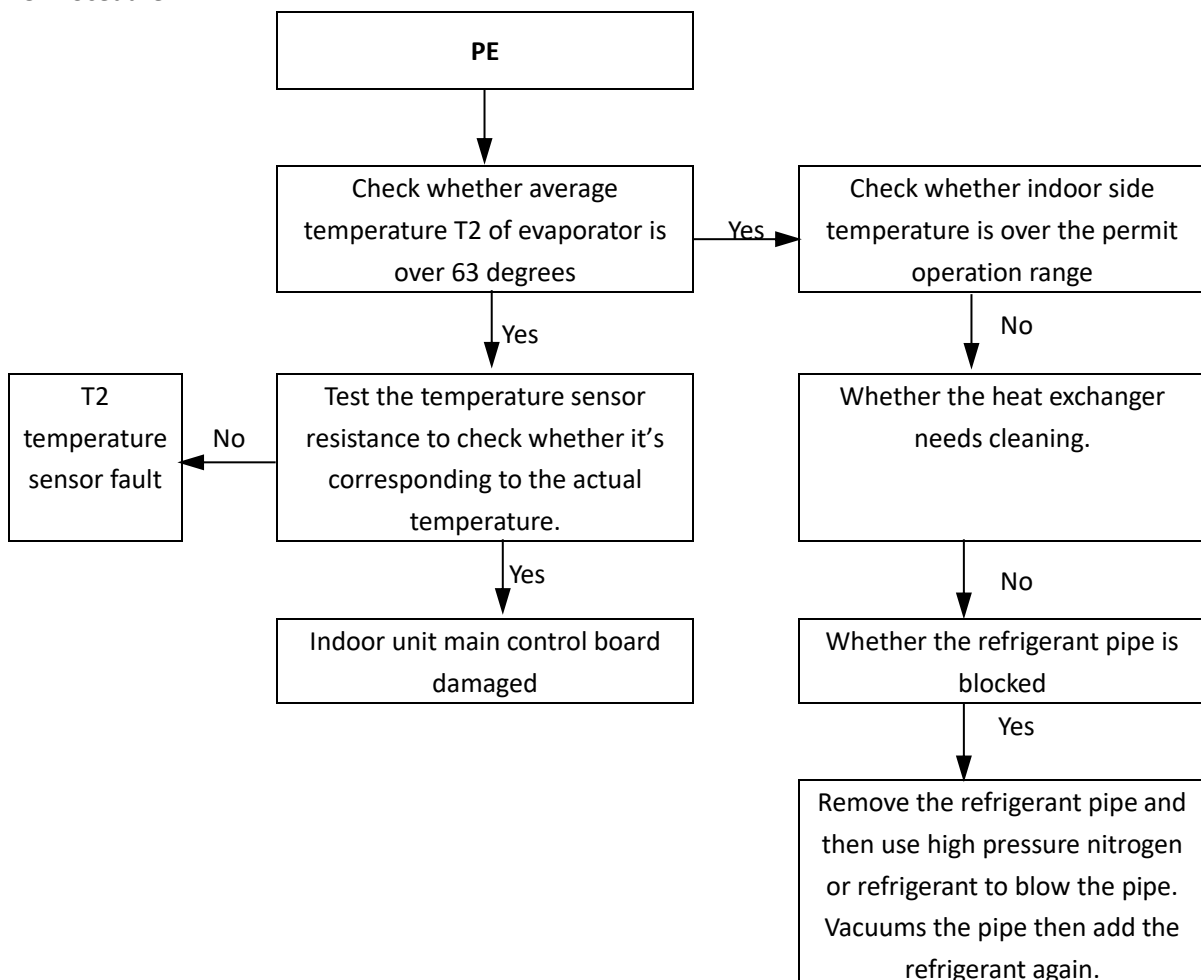 PE
Check whether average
temperature T2 of evaporator is
over 63 degrees
Yes
Check whether indoor side
temperature is over the permit
operation range
Yes
No
T2
temperature
sensor fault
No
Test the temperature sensor
resistance to check whether it’s
corresponding to the actual
temperature.
Whether the heat exchanger
needs cleaning.
Yes
No
Indoor unit main control board
damaged
Whether the refrigerant pipe is
blocked
Yes
Remove the refrigerant pipe and
then use high pressure nitrogen
or refrigerant to blow the pipe.
Vacuums the pipe then add the
refrigerant again.